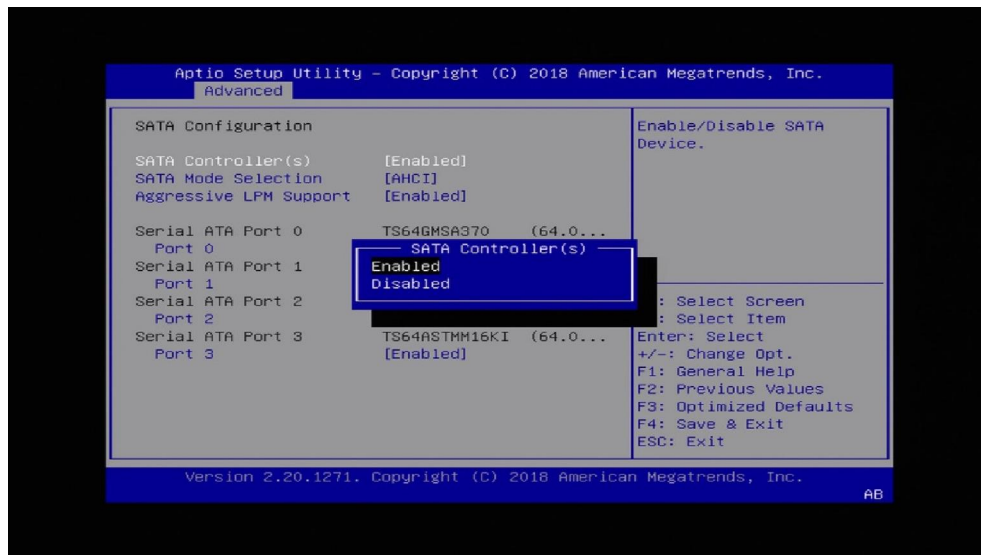 Aptio Setup Utility – Copyright (C) 2018 American Megatrends, Inc.
Advanced
SATA Configuration
SATA Controller(s) [Enabled]
SATA Mode Selection [AHCI]
Aggressive LPM Support [Enabled]
Serial ATA Port 0 TS64GMSA370 (64.0...
Port 0
Serial ATA Port 1
Port 1
Serial ATA Port 2
Port 2
Serial ATA Port 3 TS64ASTMM16KI (64.0...
Port 3 [Enabled]
SATA Controller(s)
Enabled
Disabled
Enable/Disable SATA
Device.
: Select Screen
: Select Item
Enter: Select
+/-: Change Opt.
F1: General Help
F2: Previous Values
F3: Optimized Defaults
F4: Save & Exit
ESC: Exit
Version 2.20.1271. Copyright (C) 2018 American Megatrends, Inc.
AB